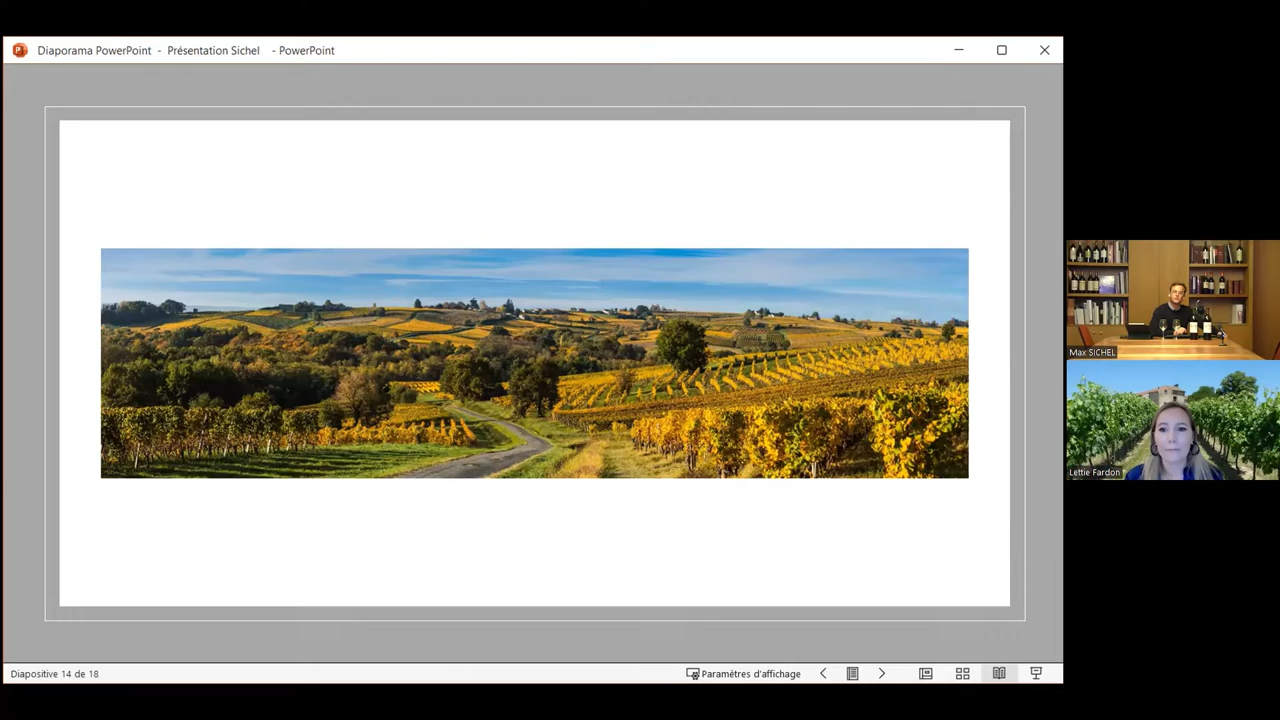 Diaporama PowerPoint - Présentation Sichel - PowerPoint
Max SICHEL
Lettie Fardon
Diapositive 14 de 18
Paramètres d'affichage